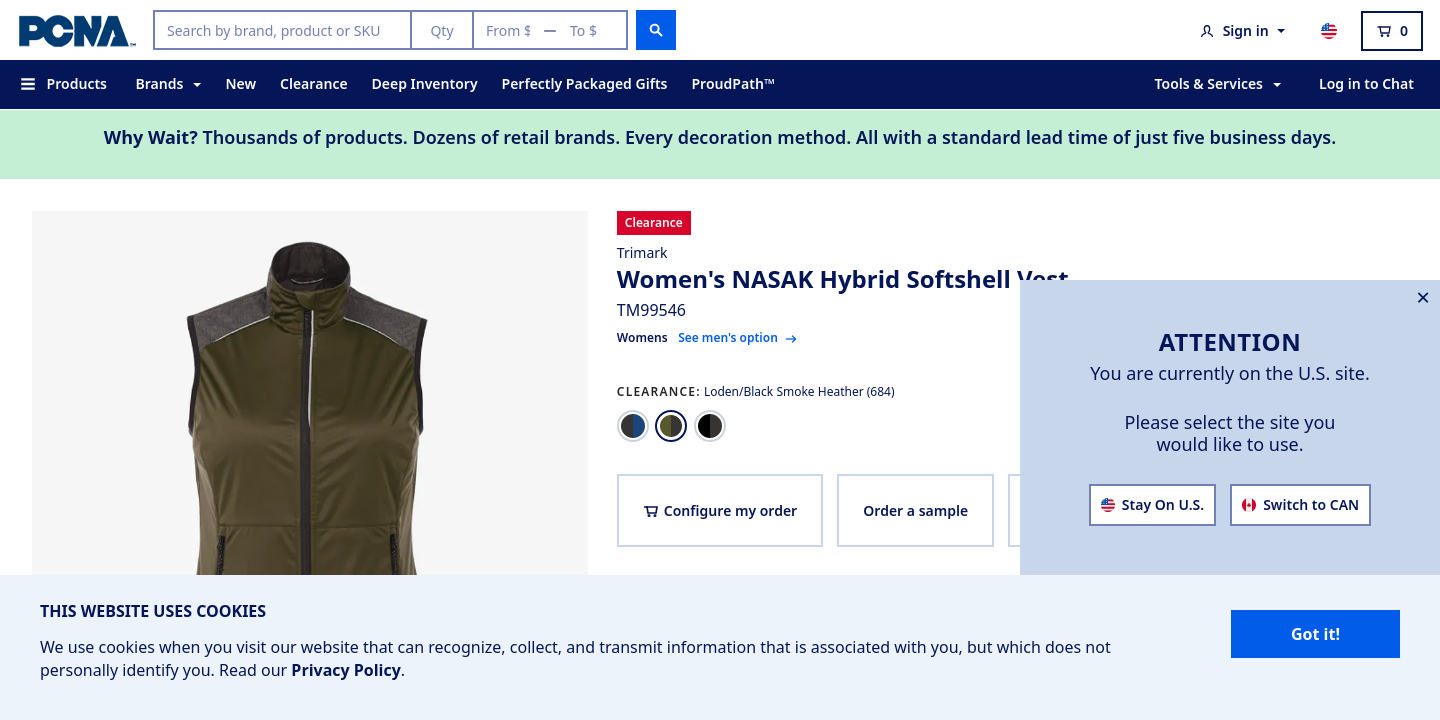 PCNA™
Search by brand, product or SKU
Qty
From $ — To $
Sign in
0
Products
Brands
New
Clearance
Deep Inventory
Perfectly Packaged Gifts
ProudPath™
Tools & Services
Log in to Chat
Why Wait? Thousands of products. Dozens of retail brands. Every decoration method. All with a standard lead time of just five business days.
Clearance
Trimark
Women's NASAK Hybrid Softshell Vest
TM99546
Womens See men's option →
CLEARANCE: Loden/Black Smoke Heather (684)
Configure my order
Order a sample
ATTENTION
You are currently on the U.S. site.
Please select the site you
would like to use.
Stay On U.S.
Switch to CAN
THIS WEBSITE USES COOKIES
We use cookies when you visit our website that can recognize, collect, and transmit information that is associated with you, but which does not
personally identify you. Read our Privacy Policy.
Got it!